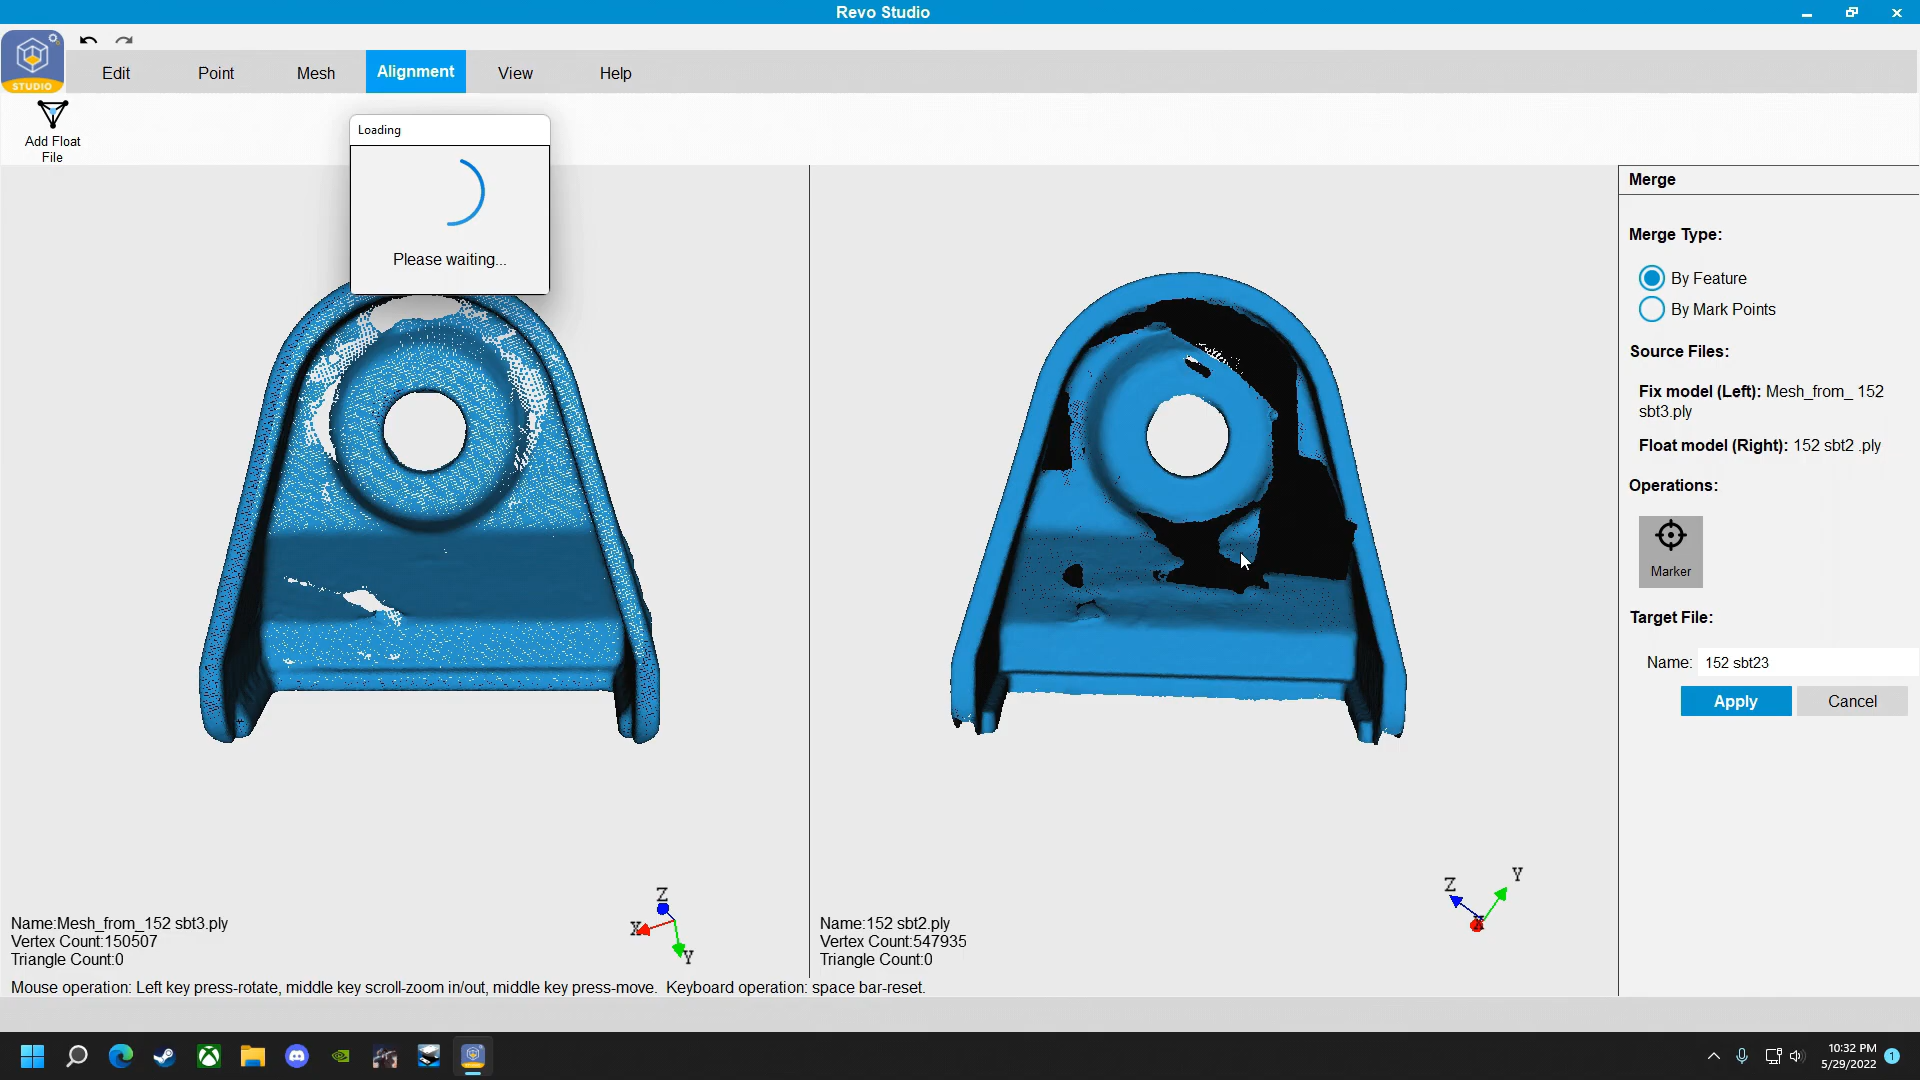 Revo Studio
STUDIO
Edit
Point
Mesh
Alignment
View
Help
Add Float
File
Loading
Please waiting...
Merge
Merge Type:
By Feature
By Mark Points
Source Files:
Fix model (Left): Mesh_from_ 152
sbt3.ply
Float model (Right): 152 sbt2 .ply
Operations:
Marker
Target File:
Name: 152 sbt23
Apply
Cancel
Z
X
Y
Name:Mesh_from_152 sbt3.ply
Vertex Count:150507
Triangle Count:0
Z
Y
X
Name:152 sbt2.ply
Vertex Count:547935
Triangle Count:0
Mouse operation: Left key press-rotate, middle key scroll-zoom in/out, middle key press-move. Keyboard operation: space bar-reset.
10:32 PM
5/29/2022
1